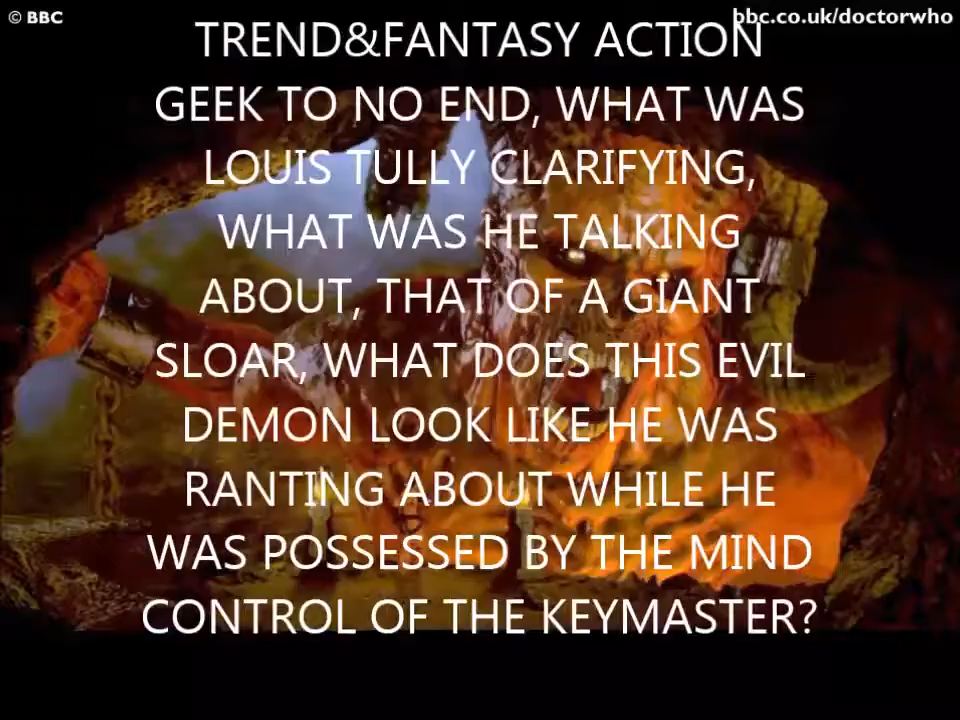 © BBC
bbc.co.uk/doctorwho
TREND&FANTASY ACTION
GEEK TO NO END, WHAT WAS
LOUIS TULLY CLARIFYING,
WHAT WAS HE TALKING
ABOUT, THAT OF A GIANT
SLOAR, WHAT DOES THIS EVIL
DEMON LOOK LIKE HE WAS
RANTING ABOUT WHILE HE
WAS POSSESSED BY THE MIND
CONTROL OF THE KEYMASTER?